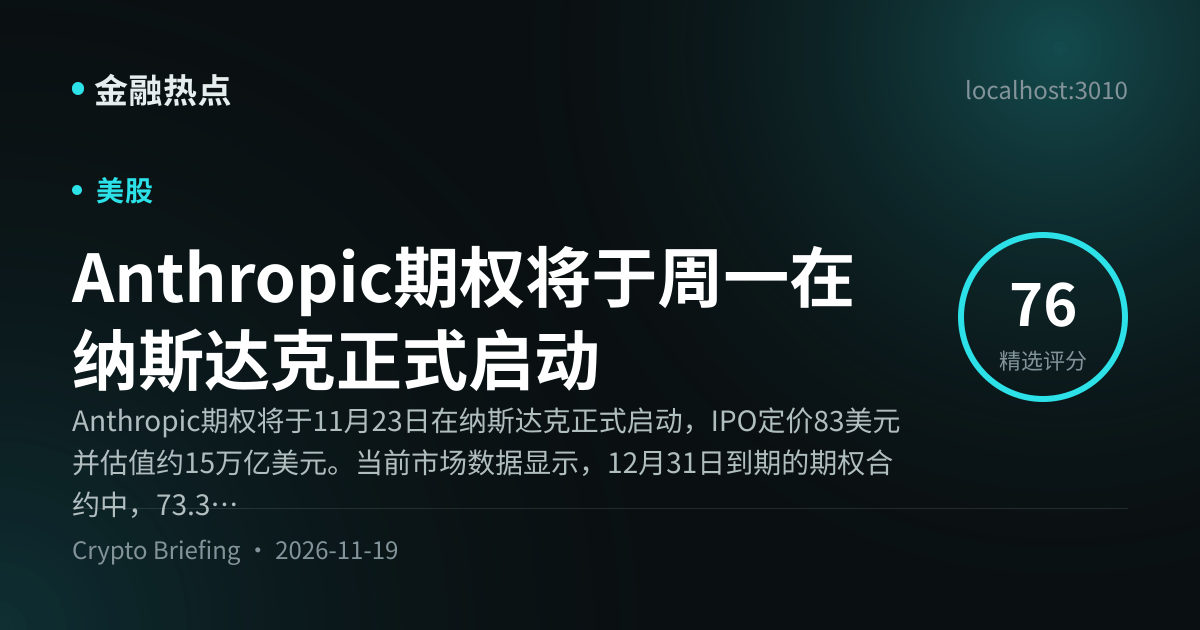 金融热点
localhost:3010
美股
Anthropic期权将于周一在
纳斯达克正式启动
76
精选评分
Anthropic期权将于11月23日在纳斯达克正式启动，IPO定价83美元
并估值约15万亿美元。当前市场数据显示，12月31日到期的期权合
约中，73.3…
Crypto Briefing · 2026-11-19